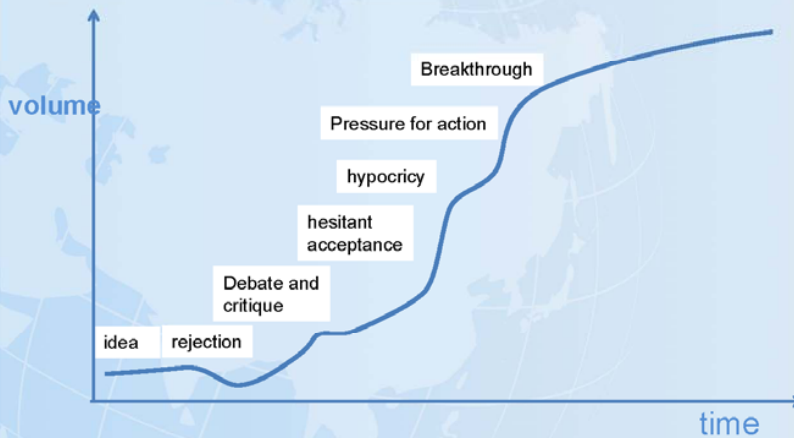 Breakthrough
volume
Pressure for action
hypocricy
hesitant
acceptance
Debate and
critique
idea
rejection
time